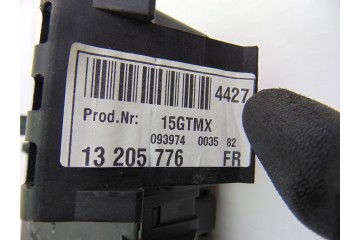 4427
Prod.Nr: 15GTMX
093974 0035 82
13 205 776 FR